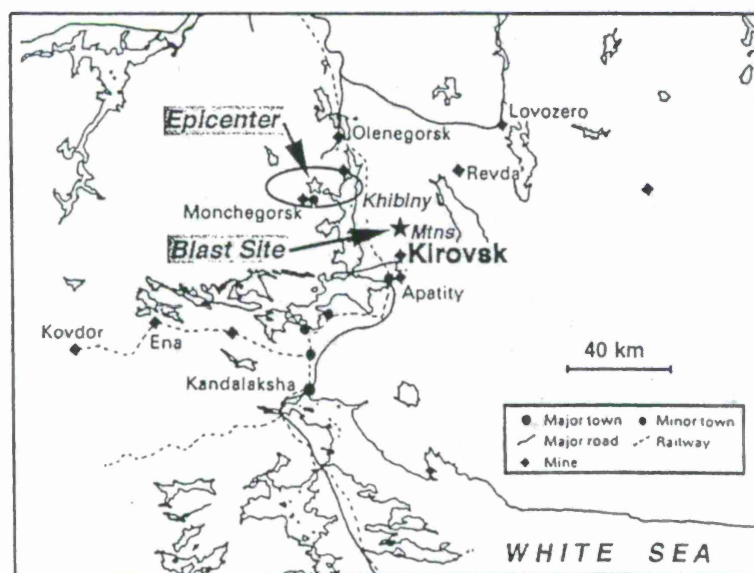 Lovozero
Epicenter
Olenegorsk
Revda
Khiblny
Monchegorsk
Mtns
Blast Site
Kirovsk
Apatity
Kovdor
Ena
40 km
Kandalaksha
Major town
Minor town
Major road
Railway
Mine
WHITE SEA